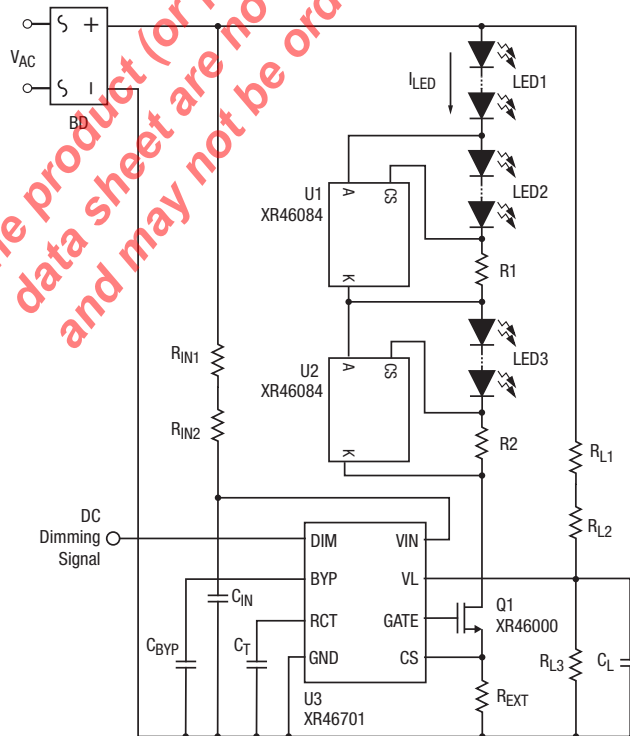 he product (or
data sheet are no
and may not be ord
+
VAC
−
BD
ILED
LED1
LED2
U1
XR46084
A
CS
K
R1
LED3
U2
XR46084
A
CS
K
R2
RIN1
RIN2
RL1
RL2
DC
Dimming
Signal
DIM
VIN
BYP
VL
RCT
GATE
GND
CS
CIN
CBYP
CT
Q1
XR46000
RL3
CL
REXT
U3
XR46701